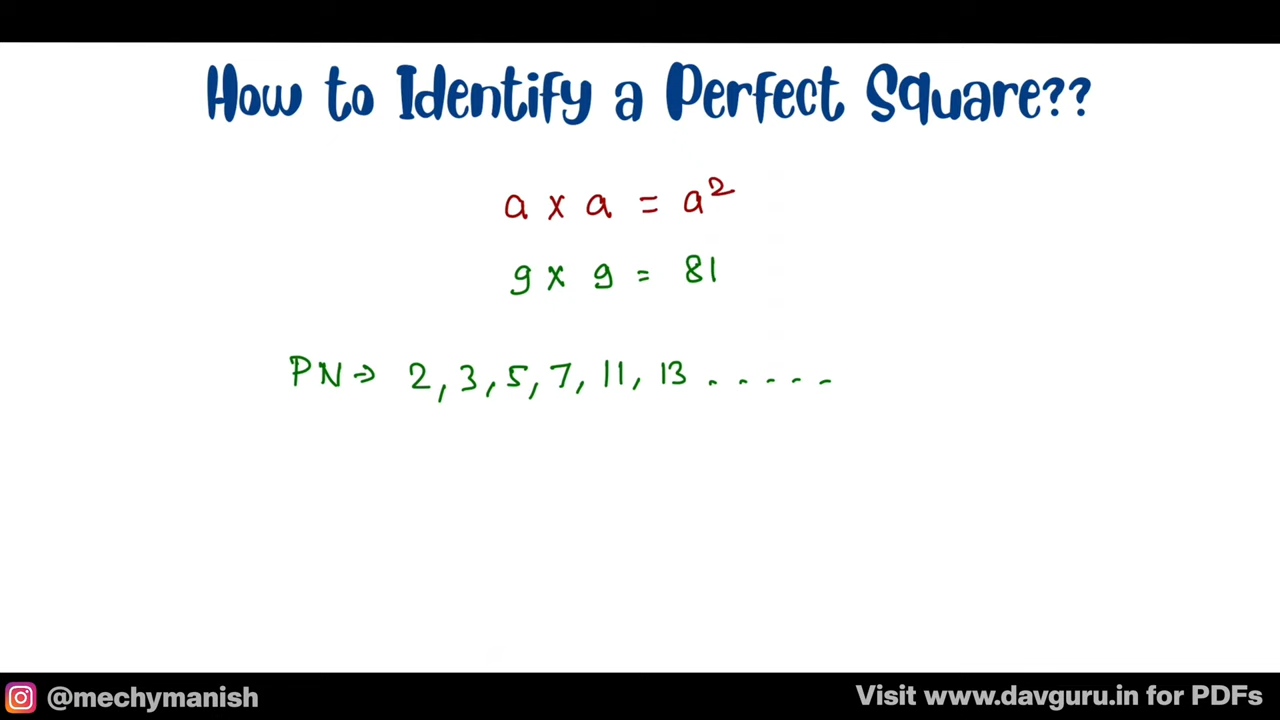 How to Identify a Perfect Square??
a x a = a²
9 x 9 = 81
PN ⇒ 2, 3, 5, 7, 11, 13 . . . . .
@mechymanish
Visit www.davguru.in for PDFs